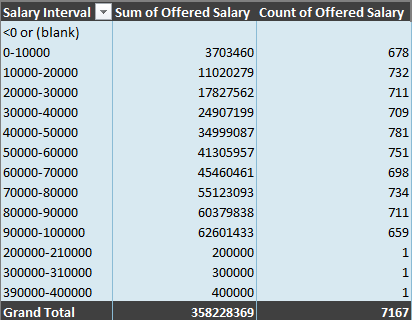 Salary Interval Sum of Offered Salary Count of Offered Salary
<0 or (blank)
0-10000 3703460 678
10000-20000 11020279 732
20000-30000 17827562 711
30000-40000 24907199 709
40000-50000 34999087 781
50000-60000 41305957 751
60000-70000 45460461 698
70000-80000 55123093 734
80000-90000 60379838 711
90000-100000 62601433 659
200000-210000 200000 1
300000-310000 300000 1
390000-400000 400000 1
Grand Total 358228369 7167